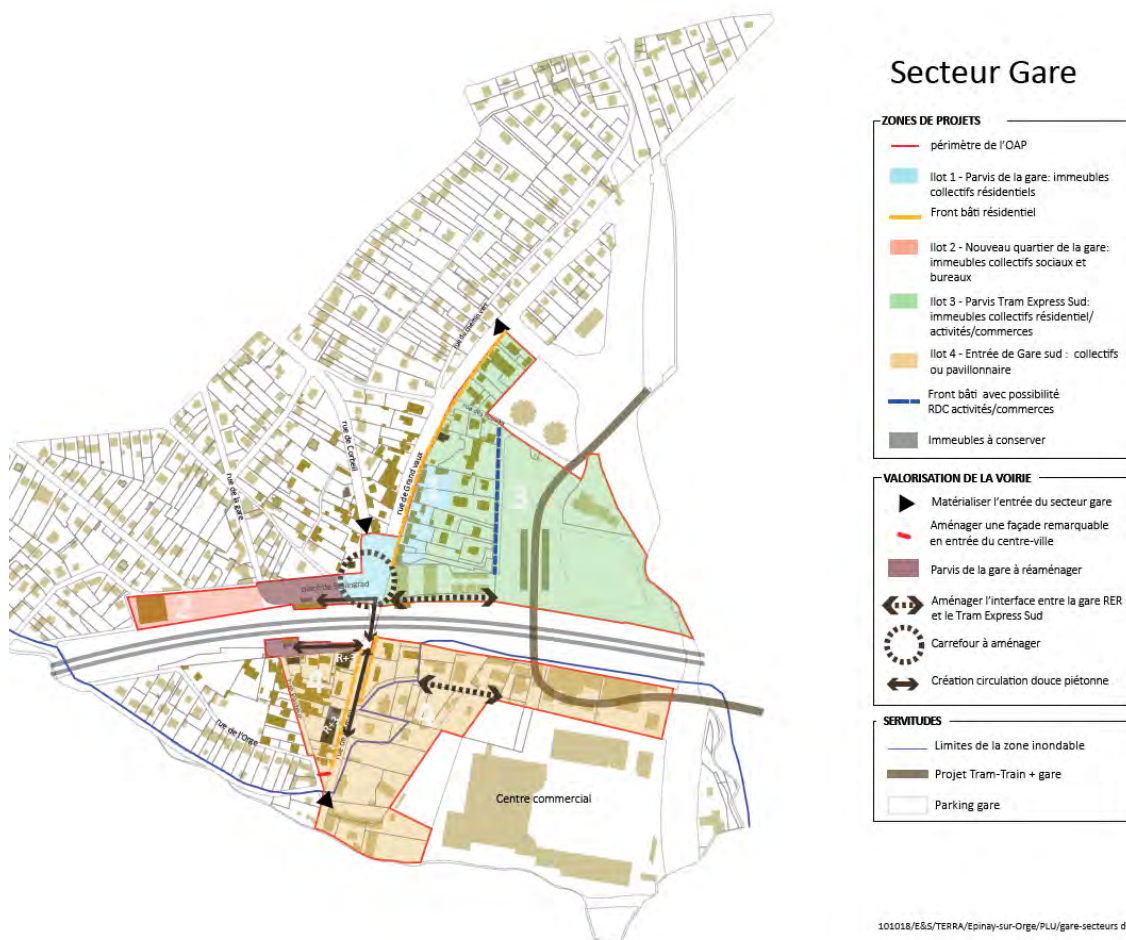 Secteur Gare
ZONES DE PROJETS
périmètre de l'OAP
Ilot 1 - Parvis de la gare: immeubles
collectifs résidentiels
Front bâti résidentiel
Ilot 2 - Nouveau quartier de la gare:
immeubles collectifs sociaux et
bureaux
Ilot 3 - Parvis Tram Express Sud:
immeubles collectifs résidentiel/
activités/commerces
Ilot 4 - Entrée de Gare sud : collectifs
ou pavillonnaire
Front bâti avec possibilité
RDC activités/commerces
Immeubles à conserver
VALORISATION DE LA VOIRIE
Matérialiser l'entrée du secteur gare
Aménager une façade remarquable
en entrée du centre-ville
Parvis de la gare à réaménager
Aménager l'interface entre la gare RER
et le Tram Express Sud
Carrefour à aménager
Création circulation douce piétonne
SERVITUDES
Limites de la zone inondable
Projet Tram-Train + gare
Parking gare
rue du chemin vert
rue de Corbeil
rue de Grand vaux
rue de la gare
1
3
2
R+3
4
R+3
rue de l'Orge
Centre commercial
101018/E&S/TERRA/Epinay-sur-Orge/PLU/gare-secteurs d